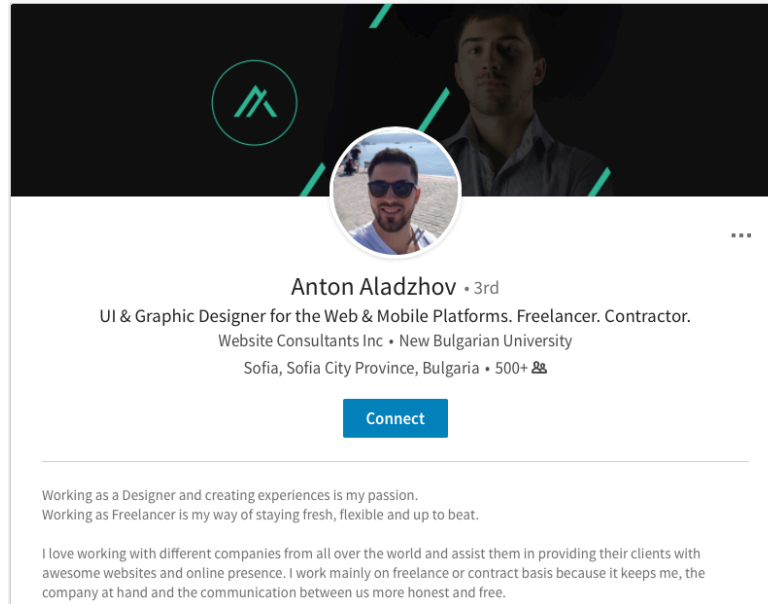 Anton Aladzhov • 3rd
UI & Graphic Designer for the Web & Mobile Platforms. Freelancer. Contractor.
Website Consultants Inc • New Bulgarian University
Sofia, Sofia City Province, Bulgaria • 500+
Connect
Working as a Designer and creating experiences is my passion.
Working as Freelancer is my way of staying fresh, flexible and up to beat.
I love working with different companies from all over the world and assist them in providing their clients with
awesome websites and online presence. I work mainly on freelance or contract basis because it keeps me, the
company at hand and the communication between us more honest and free.